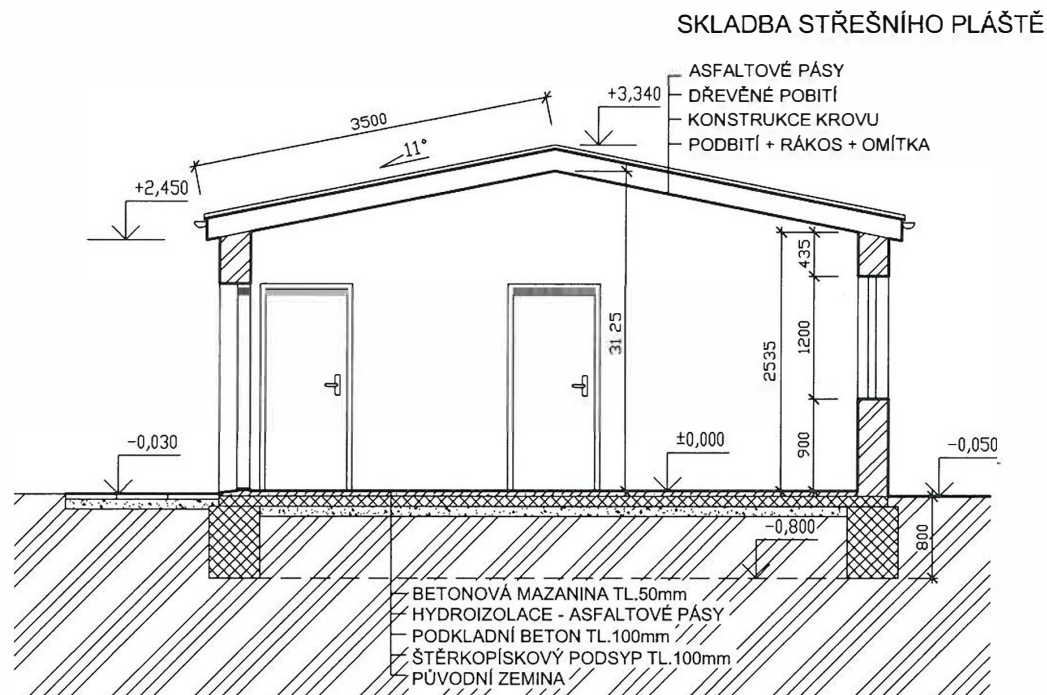 SKLADBA STŘEŠNÍHO PLÁŠTĚ
ASFALTOVÉ PÁSY
DŘEVĚNÉ POBITÍ
KONSTRUKCE KROVU
PODBITÍ + RÁKOS + OMÍTKA
+3,340
3500
11°
+2,450
435
1200
900
2535
3125
-0,030
±0,000
-0,050
-0,800
800
BETONOVÁ MAZANINA TL.50mm
HYDROIZOLACE - ASFALTOVÉ PÁSY
PODKLADNÍ BETON TL.100mm
ŠTĚRKOPÍSKOVÝ PODSYP TL.100mm
PŮVODNÍ ZEMINA